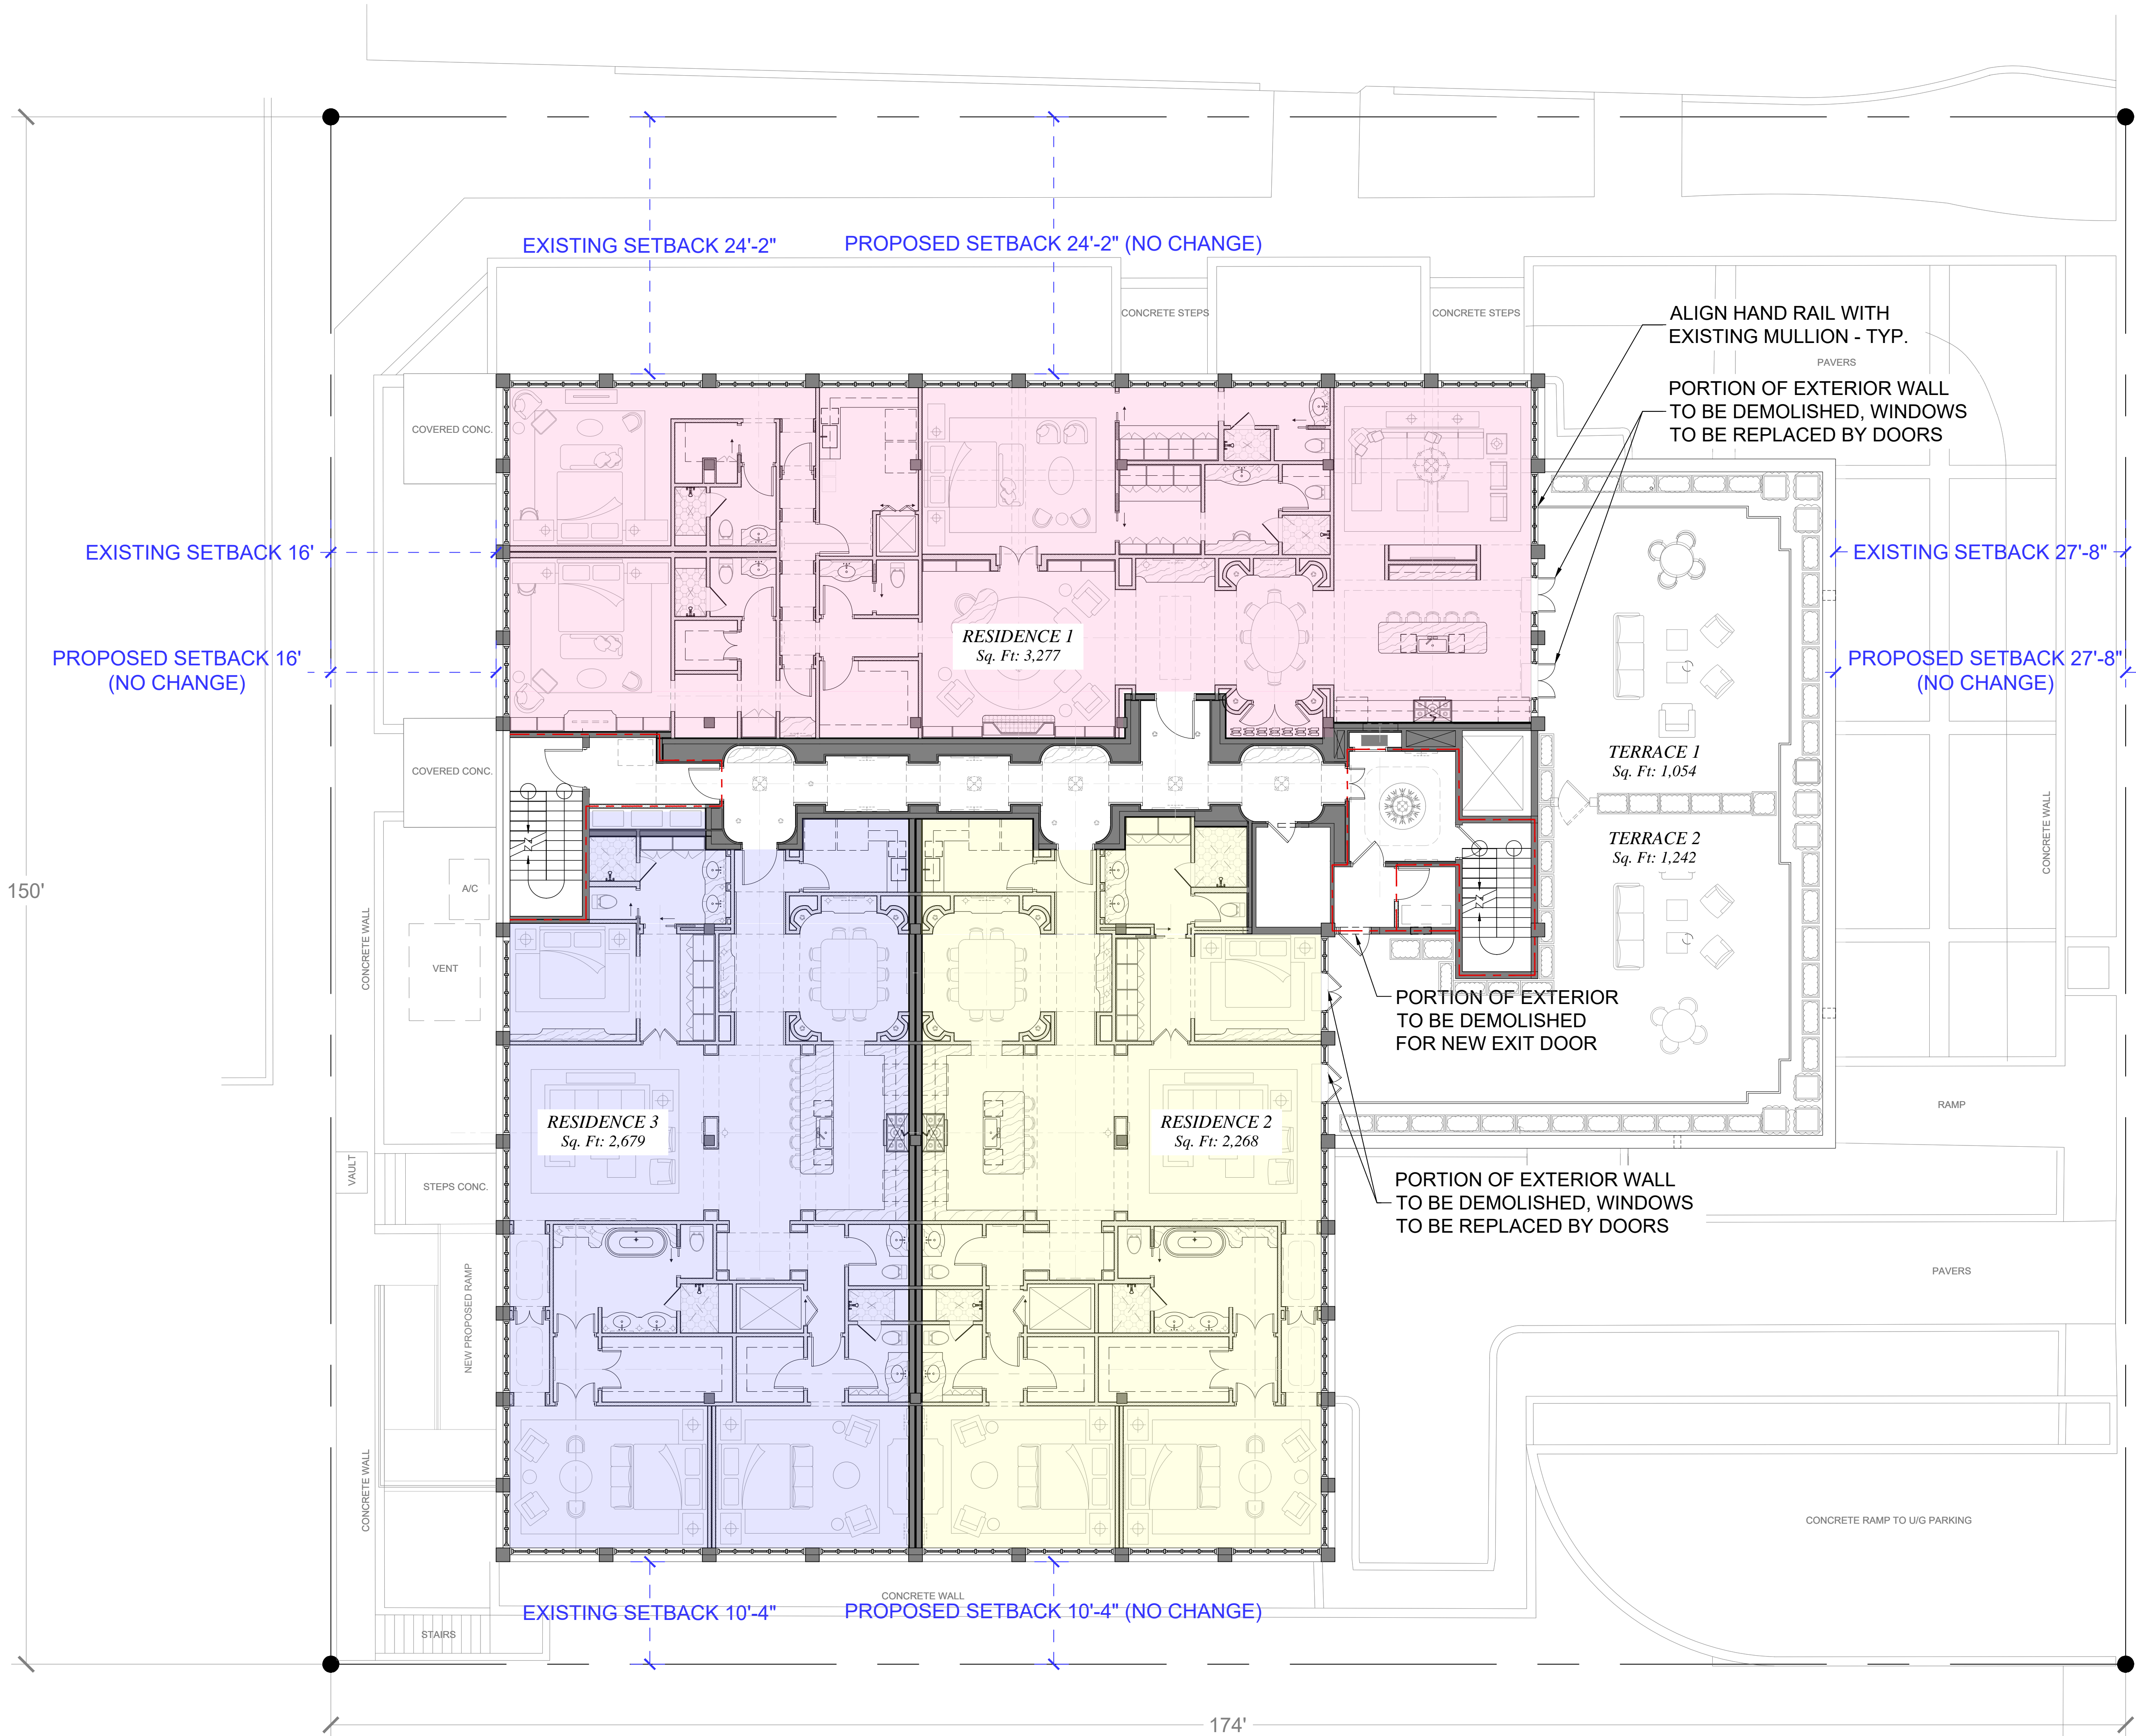 EXISTING SETBACK 24'-2"
PROPOSED SETBACK 24'-2" (NO CHANGE)
CONCRETE STEPS
CONCRETE STEPS
ALIGN HAND RAIL WITH
EXISTING MULLION - TYP.
PAVERS
PORTION OF EXTERIOR WALL
TO BE DEMOLISHED, WINDOWS
TO BE REPLACED BY DOORS
COVERED CONC.
EXISTING SETBACK 16'
EXISTING SETBACK 27'-8"
PROPOSED SETBACK 16'
(NO CHANGE)
RESIDENCE 1
Sq. Ft: 3,277
PROPOSED SETBACK 27'-8"
(NO CHANGE)
COVERED CONC.
TERRACE 1
Sq. Ft: 1,054
TERRACE 2
Sq. Ft: 1,242
CONCRETE WALL
150'
A/C
CONCRETE WALL
VENT
PORTION OF EXTERIOR
TO BE DEMOLISHED
FOR NEW EXIT DOOR
RESIDENCE 3
Sq. Ft: 2,679
RESIDENCE 2
Sq. Ft: 2,268
RAMP
VAULT
STEPS CONC.
PORTION OF EXTERIOR WALL
TO BE DEMOLISHED, WINDOWS
TO BE REPLACED BY DOORS
NEW PROPOSED RAMP
PAVERS
CONCRETE WALL
CONCRETE RAMP TO U/G PARKING
CONCRETE WALL
EXISTING SETBACK 10'-4"
PROPOSED SETBACK 10'-4" (NO CHANGE)
STAIRS
174'